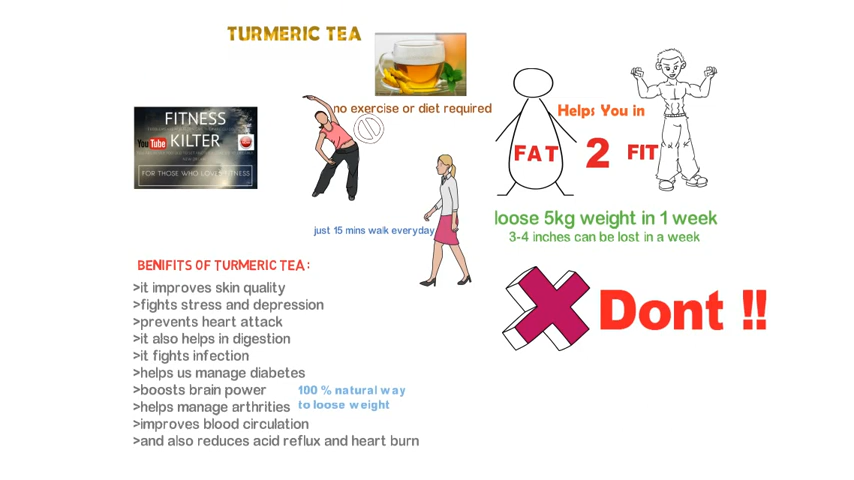 TURMERIC TEA
no exercise or diet required
FITNESS
YouTube KILTER
FOR THOSE WHO LOVE FITNESS
Helps You in
FAT 2 FIT
just 15 mins walk everyday
loose 5kg weight in 1 week
3-4 inches can be lost in a week
BENIFITS OF TURMERIC TEA:
>it improves skin quality
>fights stress and depression
>prevents heart attack
>it also helps in digestion
>it fights infection
>helps us manage diabetes
>boosts brain power
>helps manage arthrities
>improves blood circulation
>and also reduces acid reflux and heart burn
100 % natural way
to loose weight
Dont !!